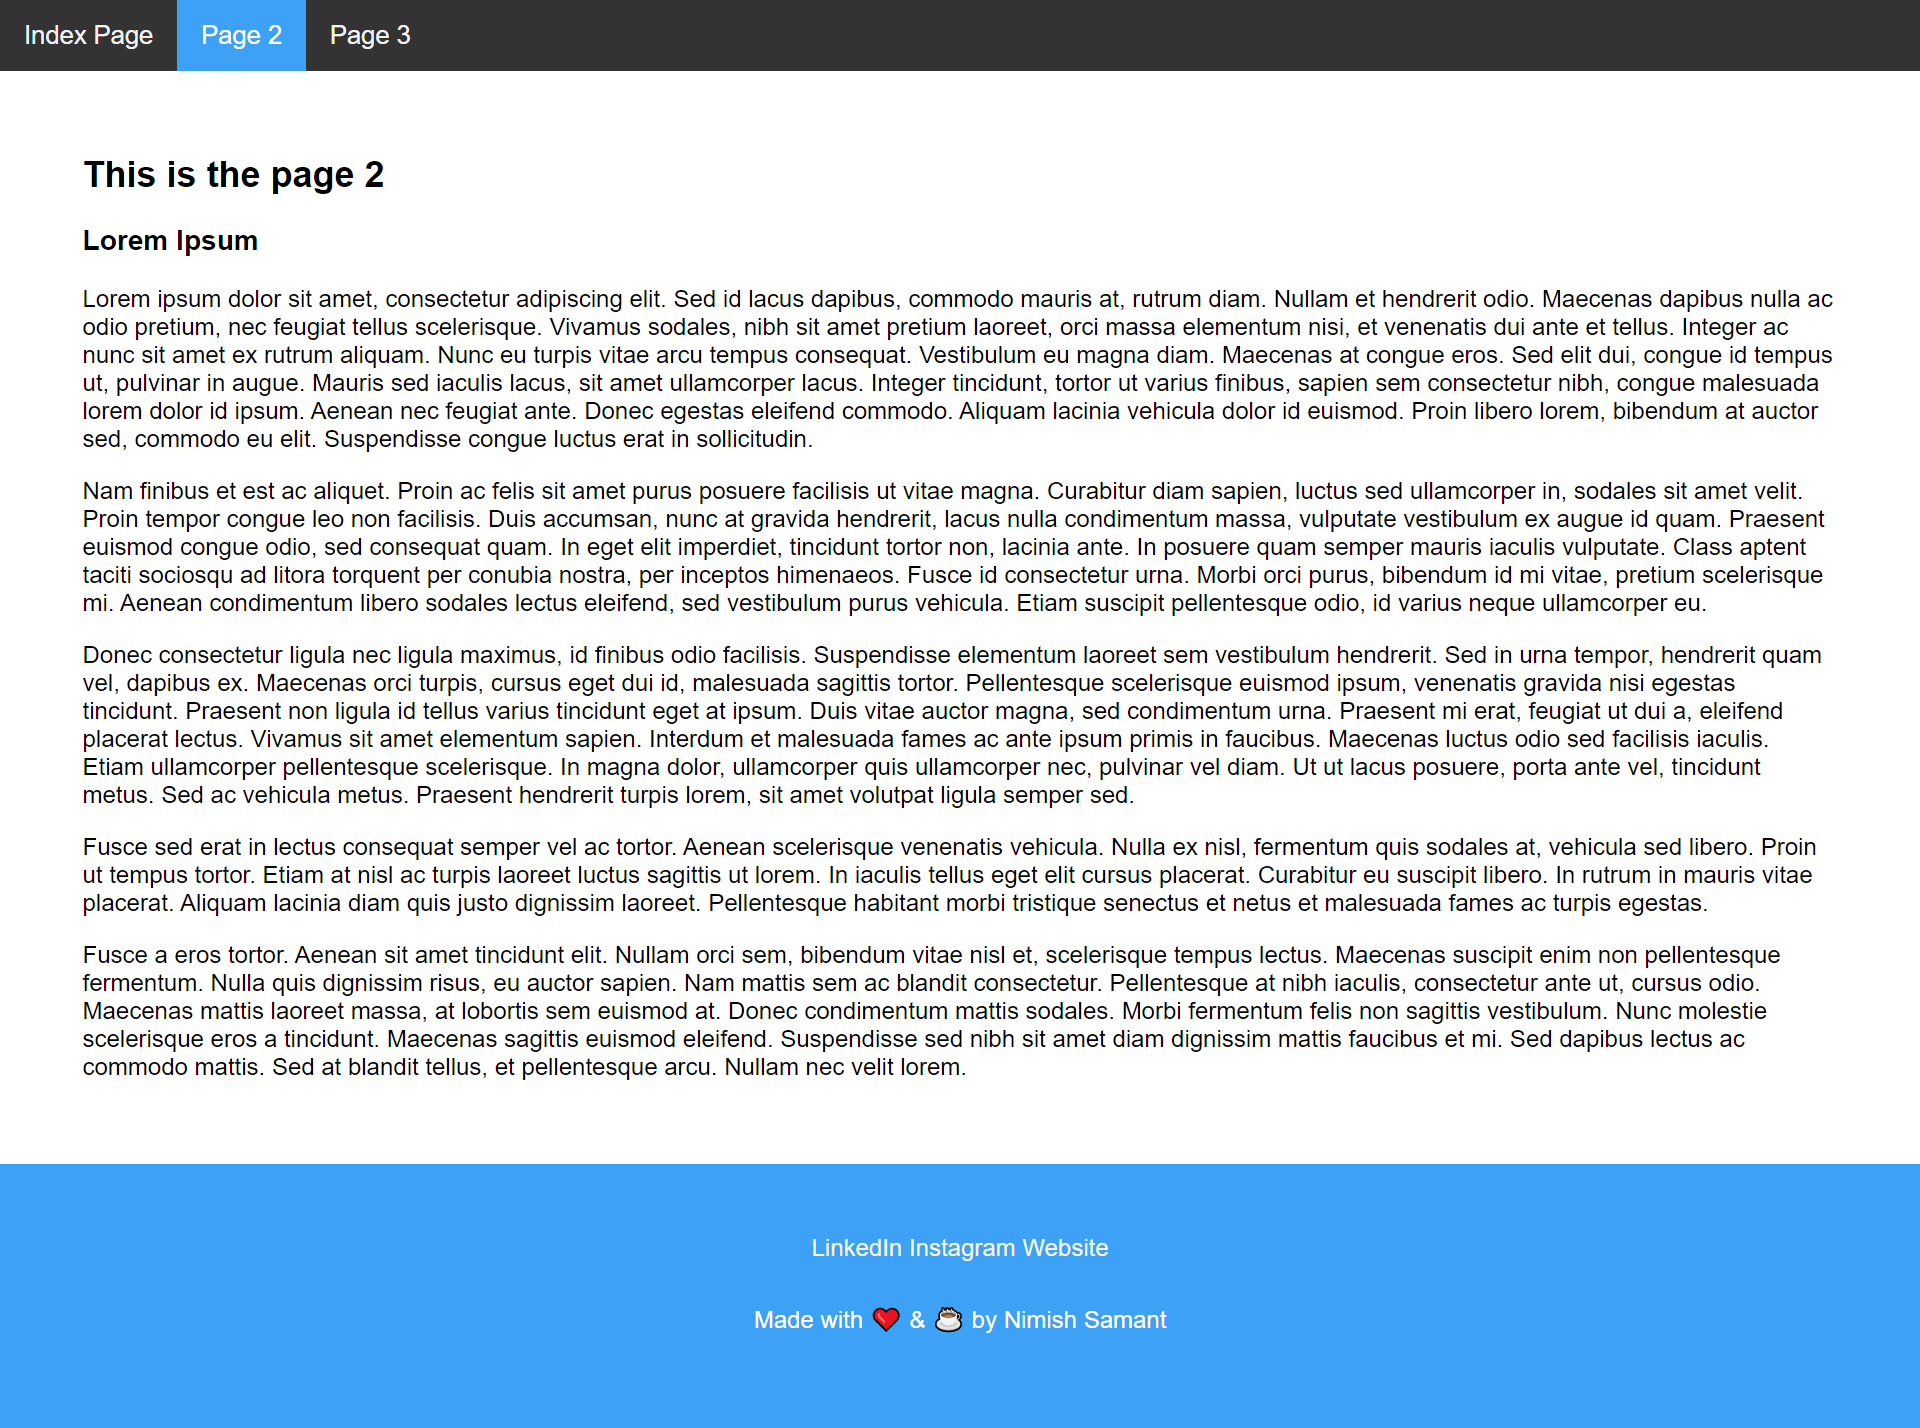 Index Page Page 2 Page 3
This is the page 2
Lorem Ipsum
Lorem ipsum dolor sit amet, consectetur adipiscing elit. Sed id lacus dapibus, commodo mauris at, rutrum diam. Nullam et hendrerit odio. Maecenas dapibus nulla ac
odio pretium, nec feugiat tellus scelerisque. Vivamus sodales, nibh sit amet pretium laoreet, orci massa elementum nisi, et venenatis dui ante et tellus. Integer ac
nunc sit amet ex rutrum aliquam. Nunc eu turpis vitae arcu tempus consequat. Vestibulum eu magna diam. Maecenas at congue eros. Sed elit dui, congue id tempus
ut, pulvinar in augue. Mauris sed iaculis lacus, sit amet ullamcorper lacus. Integer tincidunt, tortor ut varius finibus, sapien sem consectetur nibh, congue malesuada
lorem dolor id ipsum. Aenean nec feugiat ante. Donec egestas eleifend commodo. Aliquam lacinia vehicula dolor id euismod. Proin libero lorem, bibendum at auctor
sed, commodo eu elit. Suspendisse congue luctus erat in sollicitudin.
Nam finibus et est ac aliquet. Proin ac felis sit amet purus posuere facilisis ut vitae magna. Curabitur diam sapien, luctus sed ullamcorper in, sodales sit amet velit.
Proin tempor congue leo non facilisis. Duis accumsan, nunc at gravida hendrerit, lacus nulla condimentum massa, vulputate vestibulum ex augue id quam. Praesent
euismod congue odio, sed consequat quam. In eget elit imperdiet, tincidunt tortor non, lacinia ante. In posuere quam semper mauris iaculis vulputate. Class aptent
taciti sociosqu ad litora torquent per conubia nostra, per inceptos himenaeos. Fusce id consectetur urna. Morbi orci purus, bibendum id mi vitae, pretium scelerisque
mi. Aenean condimentum libero sodales lectus eleifend, sed vestibulum purus vehicula. Etiam suscipit pellentesque odio, id varius neque ullamcorper eu.
Donec consectetur ligula nec ligula maximus, id finibus odio facilisis. Suspendisse elementum laoreet sem vestibulum hendrerit. Sed in urna tempor, hendrerit quam
vel, dapibus ex. Maecenas orci turpis, cursus eget dui id, malesuada sagittis tortor. Pellentesque scelerisque euismod ipsum, venenatis gravida nisi egestas
tincidunt. Praesent non ligula id tellus varius tincidunt eget at ipsum. Duis vitae auctor magna, sed condimentum urna. Praesent mi erat, feugiat ut dui a, eleifend
placerat lectus. Vivamus sit amet elementum sapien. Interdum et malesuada fames ac ante ipsum primis in faucibus. Maecenas luctus odio sed facilisis iaculis.
Etiam ullamcorper pellentesque scelerisque. In magna dolor, ullamcorper quis ullamcorper nec, pulvinar vel diam. Ut ut lacus posuere, porta ante vel, tincidunt
metus. Sed ac vehicula metus. Praesent hendrerit turpis lorem, sit amet volutpat ligula semper sed.
Fusce sed erat in lectus consequat semper vel ac tortor. Aenean scelerisque venenatis vehicula. Nulla ex nisl, fermentum quis sodales at, vehicula sed libero. Proin
ut tempus tortor. Etiam at nisl ac turpis laoreet luctus sagittis ut lorem. In iaculis tellus eget elit cursus placerat. Curabitur eu suscipit libero. In rutrum in mauris vitae
placerat. Aliquam lacinia diam quis justo dignissim laoreet. Pellentesque habitant morbi tristique senectus et netus et malesuada fames ac turpis egestas.
Fusce a eros tortor. Aenean sit amet tincidunt elit. Nullam orci sem, bibendum vitae nisl et, scelerisque tempus lectus. Maecenas suscipit enim non pellentesque
fermentum. Nulla quis dignissim risus, eu auctor sapien. Nam mattis sem ac blandit consectetur. Pellentesque at nibh iaculis, consectetur ante ut, cursus odio.
Maecenas mattis laoreet massa, at lobortis sem euismod at. Donec condimentum mattis sodales. Morbi fermentum felis non sagittis vestibulum. Nunc molestie
scelerisque eros a tincidunt. Maecenas sagittis euismod eleifend. Suspendisse sed nibh sit amet diam dignissim mattis faucibus et mi. Sed dapibus lectus ac
commodo mattis. Sed at blandit tellus, et pellentesque arcu. Nullam nec velit lorem.
LinkedIn Instagram Website
Made with ❤️ & ☕ by Nimish Samant